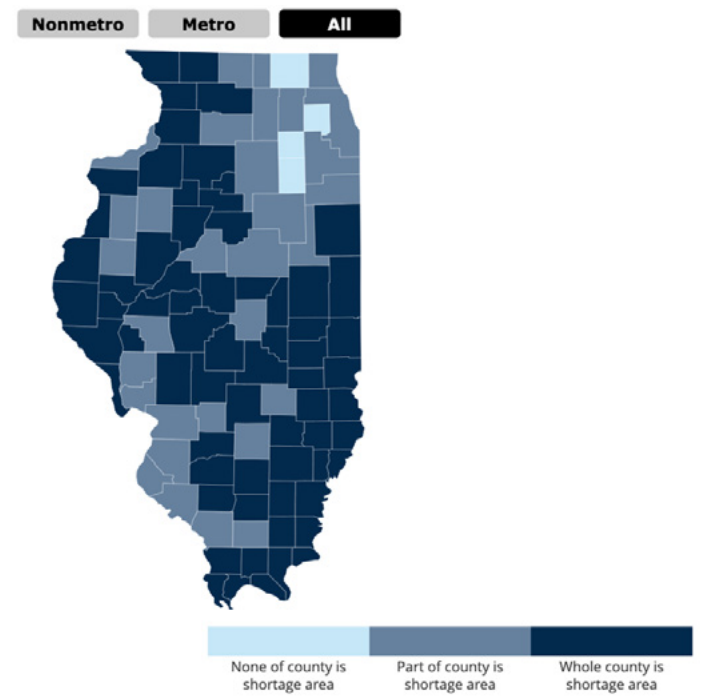 Nonmetro
Metro
All
None of county is
shortage area
Part of county is
shortage area
Whole county is
shortage area